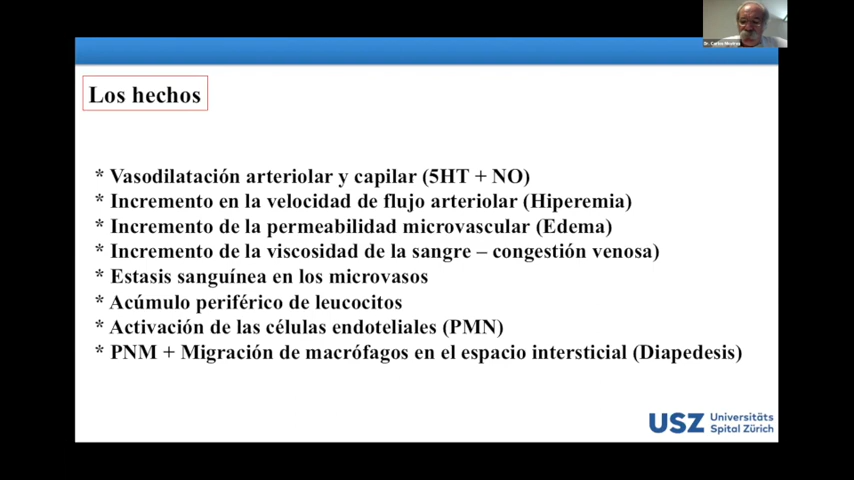 Los hechos
* Vasodilatación arteriolar y capilar (5HT + NO)
* Incremento en la velocidad de flujo arteriolar (Hiperemia)
* Incremento de la permeabilidad microvascular (Edema)
* Incremento de la viscosidad de la sangre – congestión venosa)
* Estasis sanguínea en los microvasos
* Acúmulo periférico de leucocitos
* Activación de las células endoteliales (PMN)
* PNM + Migración de macrófagos en el espacio intersticial (Diapedesis)
USZ Universitäts
Spital Zürich
Dr. Carlos